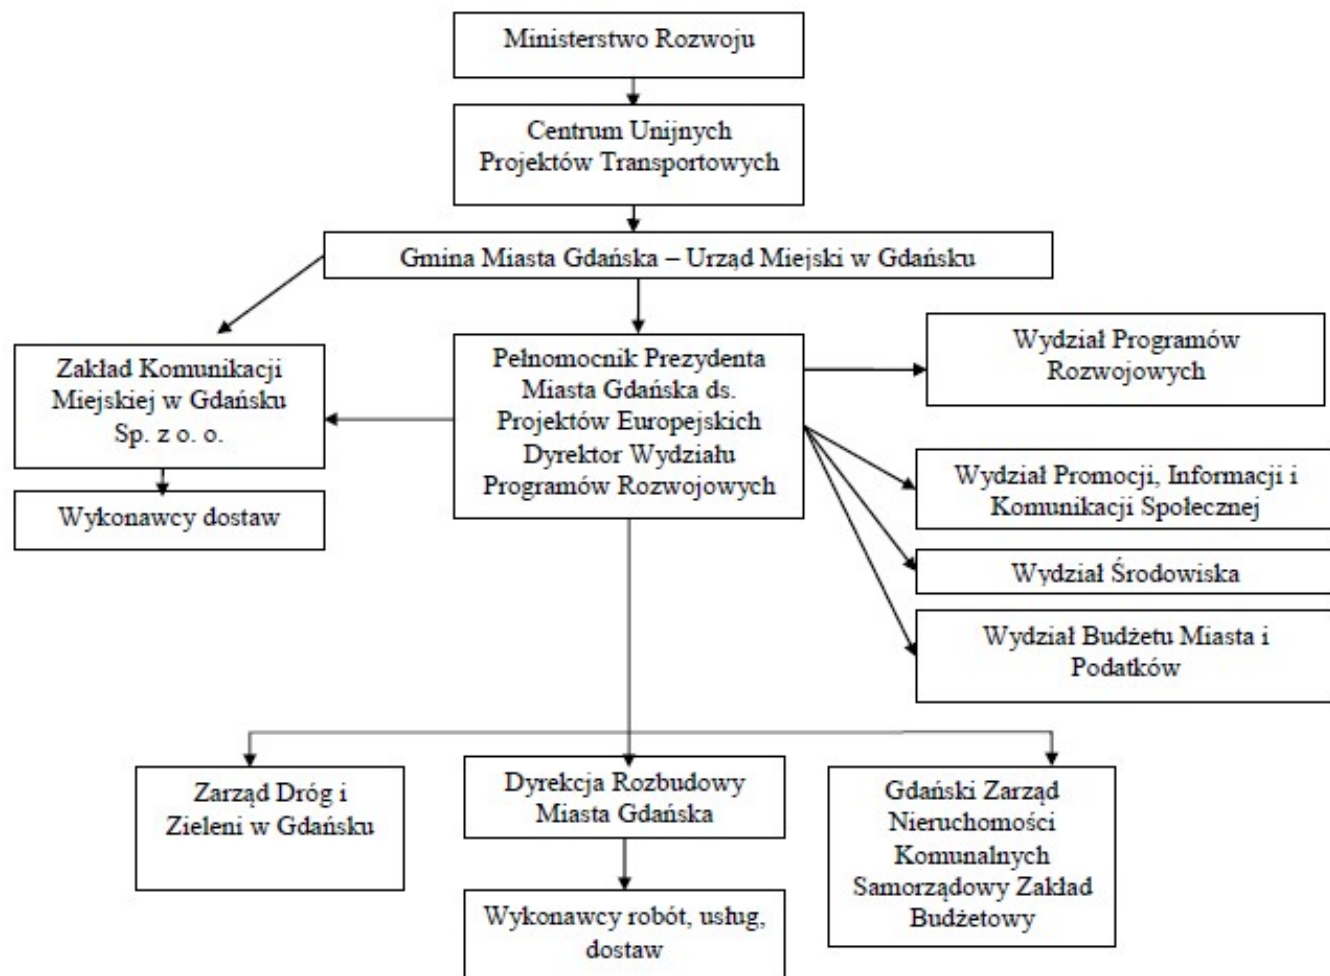 Ministerstwo Rozwoju
Centrum Unijnych
Projektów Transportowych
Gmina Miasta Gdańska – Urząd Miejski w Gdańsku
Zakład Komunikacji
Miejskiej w Gdańsku
Sp. z o. o.
Wykonawcy dostaw
Pełnomocnik Prezydenta
Miasta Gdańska ds.
Projektów Europejskich
Dyrektor Wydziału
Programów Rozwojowych
Wydział Programów
Rozwojowych
Wydział Promocji, Informacji i
Komunikacji Społecznej
Wydział Środowiska
Wydział Budżetu Miasta i
Podatków
Zarząd Dróg i
Zieleni w Gdańsku
Dyrekcja Rozbudowy
Miasta Gdańska
Wykonawcy robót, usług,
dostaw
Gdański Zarząd
Nieruchomości
Komunalnych
Samorządowy Zakład
Budżetowy